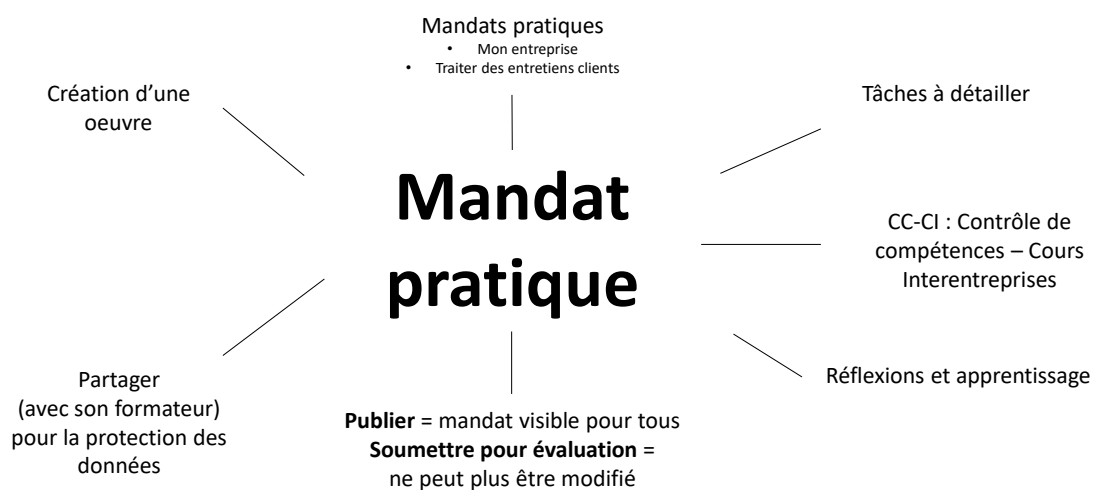 Mandats pratiques
• Mon entreprise
• Traiter des entretiens clients
Création d'une
oeuvre
Tâches à détailler
Mandat
pratique
CC-CI : Contrôle de
compétences – Cours
Interentreprises
Réflexions et apprentissage
Partager
(avec son formateur)
pour la protection des
données
Publier = mandat visible pour tous
Soumettre pour évaluation =
ne peut plus être modifié